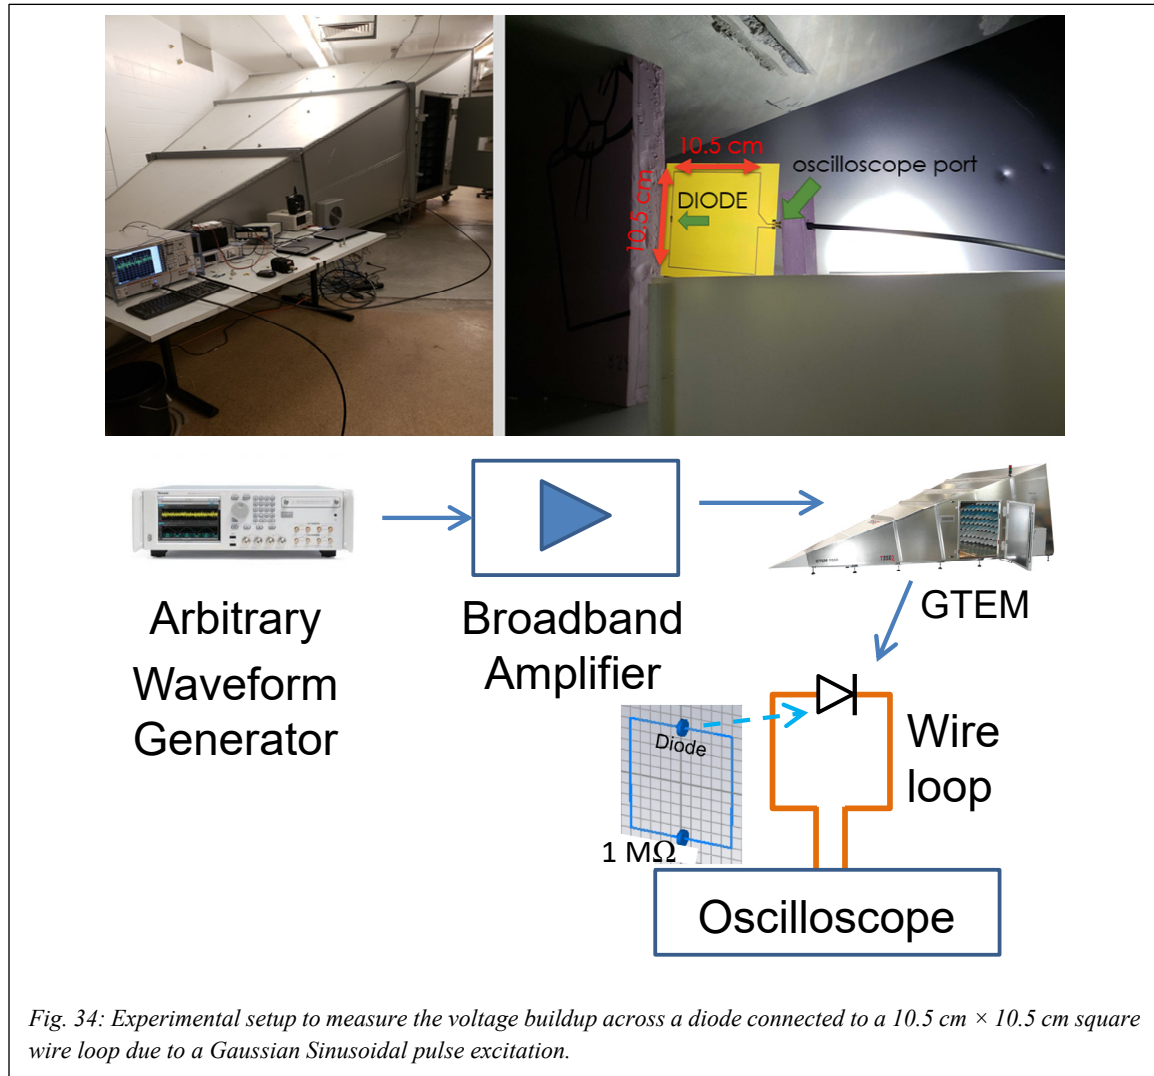 10.5 cm
oscilloscope port
10.5 cm
DIODE
Arbitrary
Waveform
Generator
Broadband
Amplifier
GTEM
Diode
1 MΩ
Wire
loop
Oscilloscope
Fig. 34: Experimental setup to measure the voltage buildup across a diode connected to a 10.5 cm × 10.5 cm square
wire loop due to a Gaussian Sinusoidal pulse excitation.